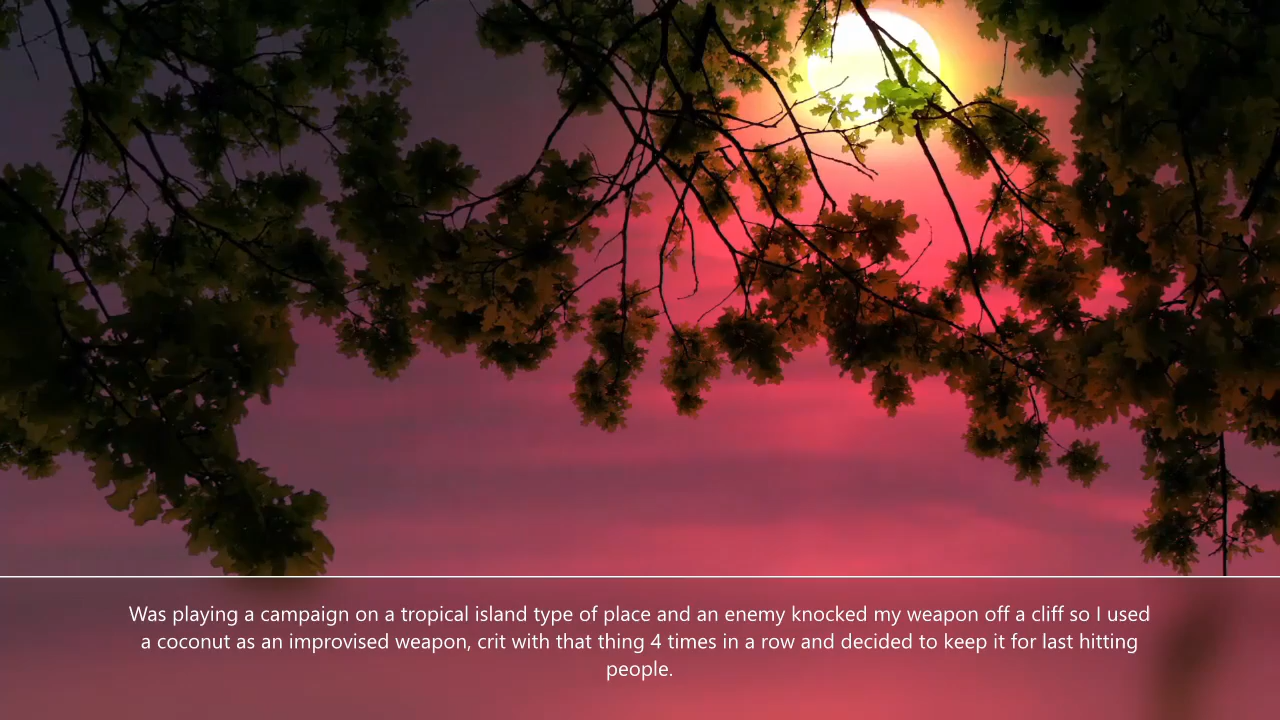 Was playing a campaign on a tropical island type of place and an enemy knocked my weapon off a cliff so I used
a coconut as an improvised weapon, crit with that thing 4 times in a row and decided to keep it for last hitting
people.